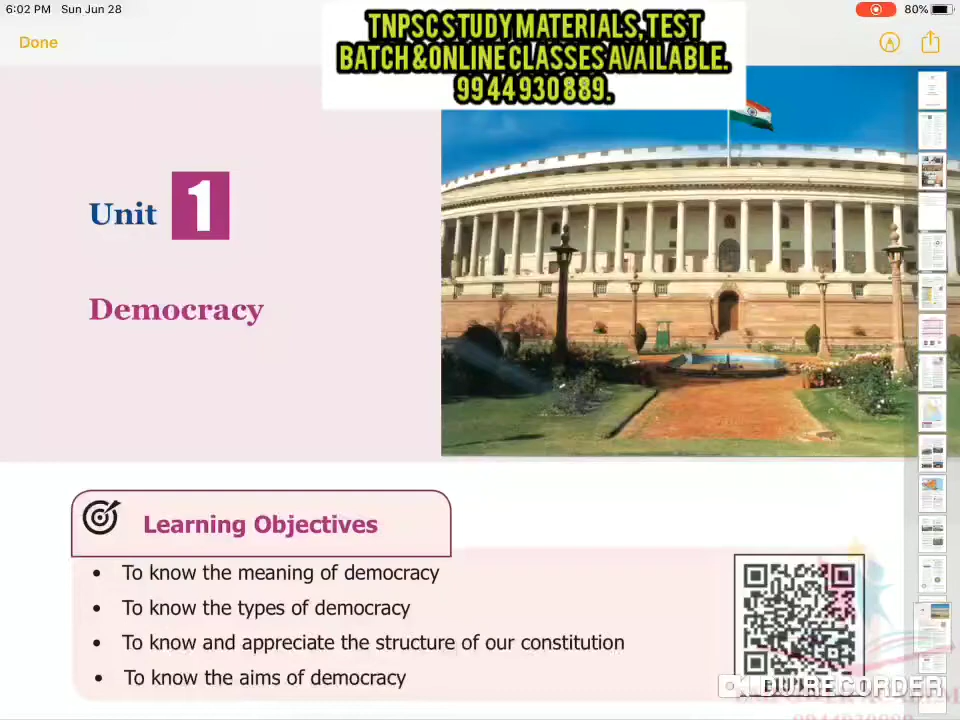 6:02 PM Sun Jun 28
80%
Done
TNPSC STUDY MATERIALS, TEST
BATCH & ONLINE CLASSES AVAILABLE.
9944930889.
Unit 1
Democracy
Learning Objectives
• To know the meaning of democracy
• To know the types of democracy
• To know and appreciate the structure of our constitution
• To know the aims of democracy
DU RECORDER
9944930889